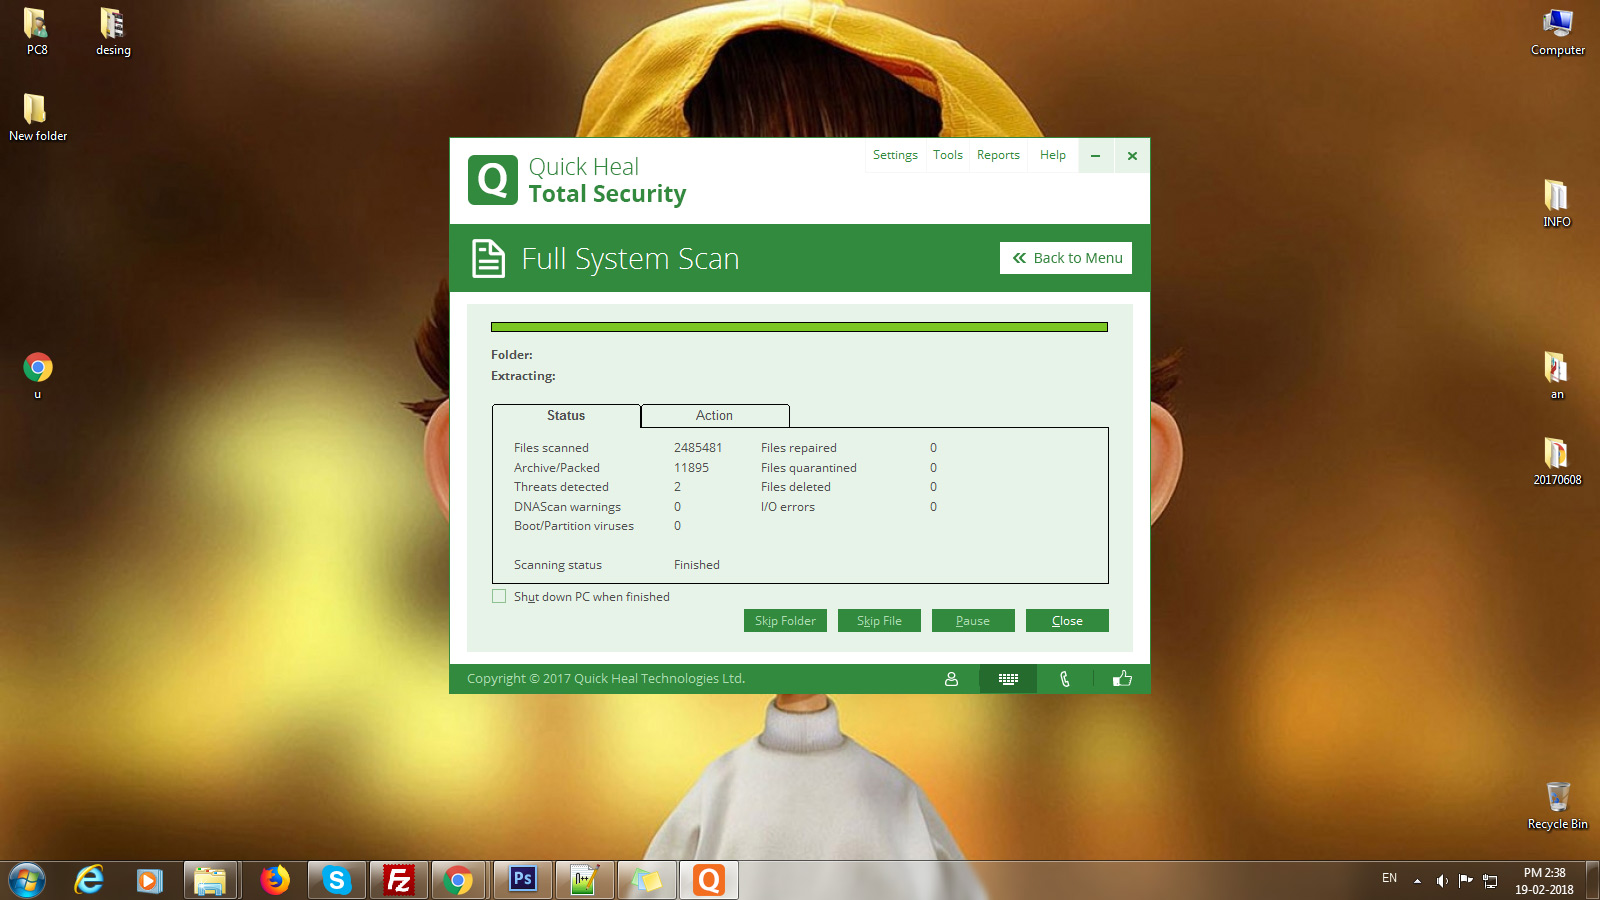 PC8
desing
New folder
u
Computer
INFO
an
20170608
Recycle Bin
Q
Quick Heal
Total Security
Settings
Tools
Reports
Help
Full System Scan
Back to Menu
Folder:
Extracting:
Status
Action
Files scanned 2485481 Files repaired 0
Archive/Packed 11895 Files quarantined 0
Threats detected 2 Files deleted 0
DNAScan warnings 0 I/O errors 0
Boot/Partition viruses 0
Scanning status Finished
Shut down PC when finished
Skip Folder
Skip File
Pause
Close
Copyright © 2017 Quick Heal Technologies Ltd.
S
Fz
Ps
Q
EN
PM 2:38
19-02-2018